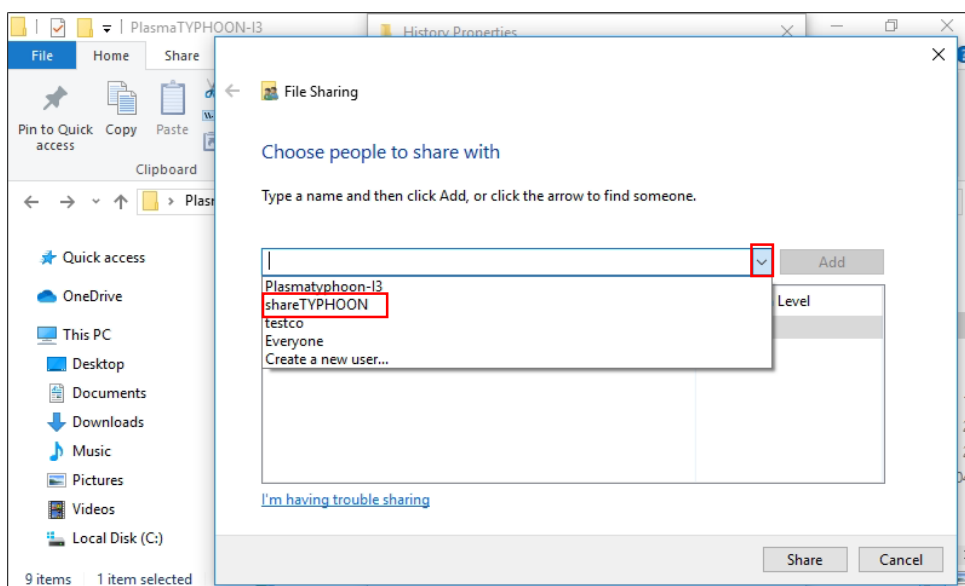 PlasmaTYPHOON-I3
History Properties
File Home Share
Pin to Quick access
Copy
Paste
Clipboard
Plasr
Quick access
OneDrive
This PC
Desktop
Documents
Downloads
Music
Pictures
Videos
Local Disk (C:)
9 items 1 item selected
File Sharing
Choose people to share with
Type a name and then click Add, or click the arrow to find someone.
Add
Plasmatyphoon-I3
shareTYPHOON
testco
Everyone
Create a new user...
Level
I'm having trouble sharing
Share Cancel